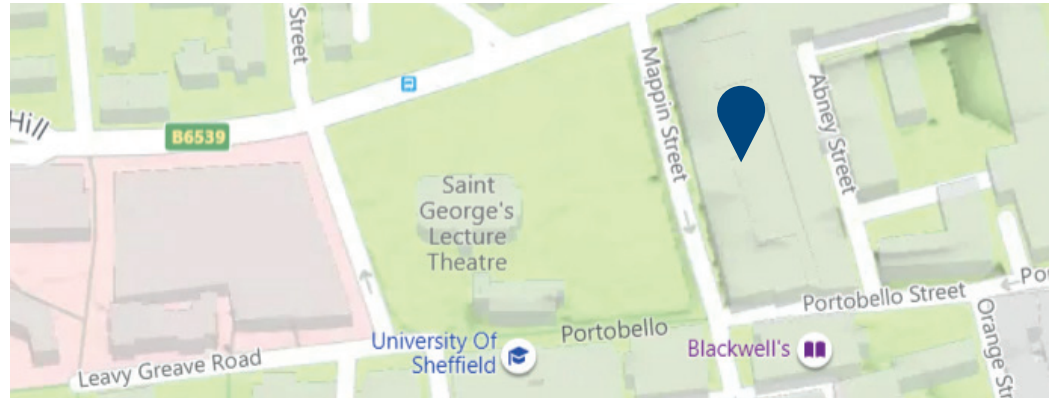 Street
Hill
B6539
Mappin Street
Abney Street
Saint
George's
Lecture
Theatre
Portobello Street
Po
Orange St
Portobello
University Of
Sheffield
Blackwell's
Leavy Greave Road